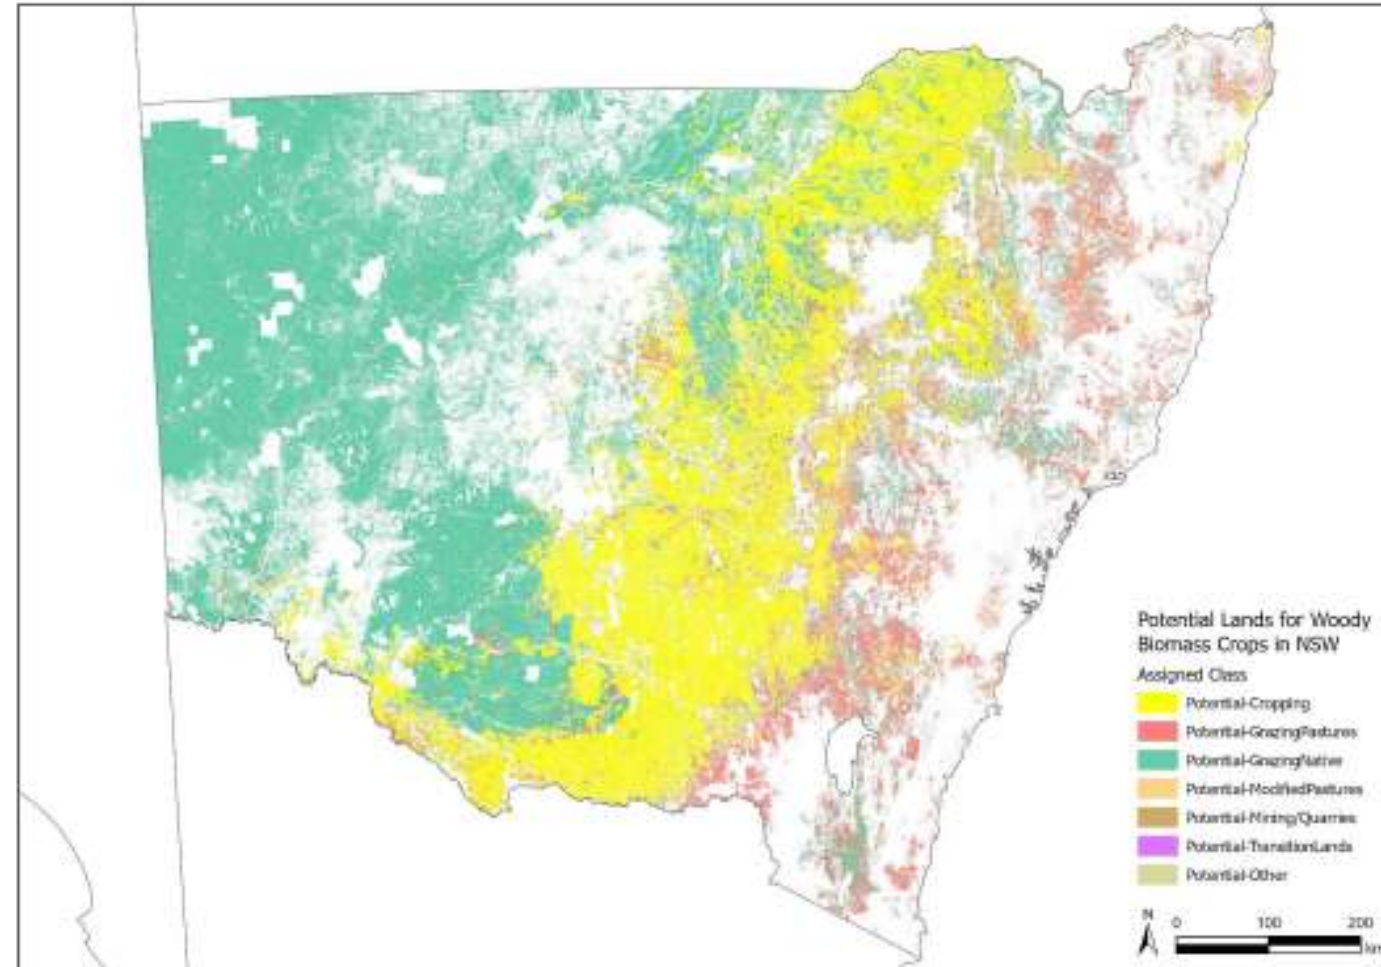 Potential Lands for Woody
Biomass Crops in NSW
Assigned Class
Potential-Cropping
Potential-GrazingPastures
Potential-GrazingNative
Potential-ModifiedPastures
Potential-Mining/Quarries
Potential-TransitionLands
Potential-Other
N
0 100 200
km